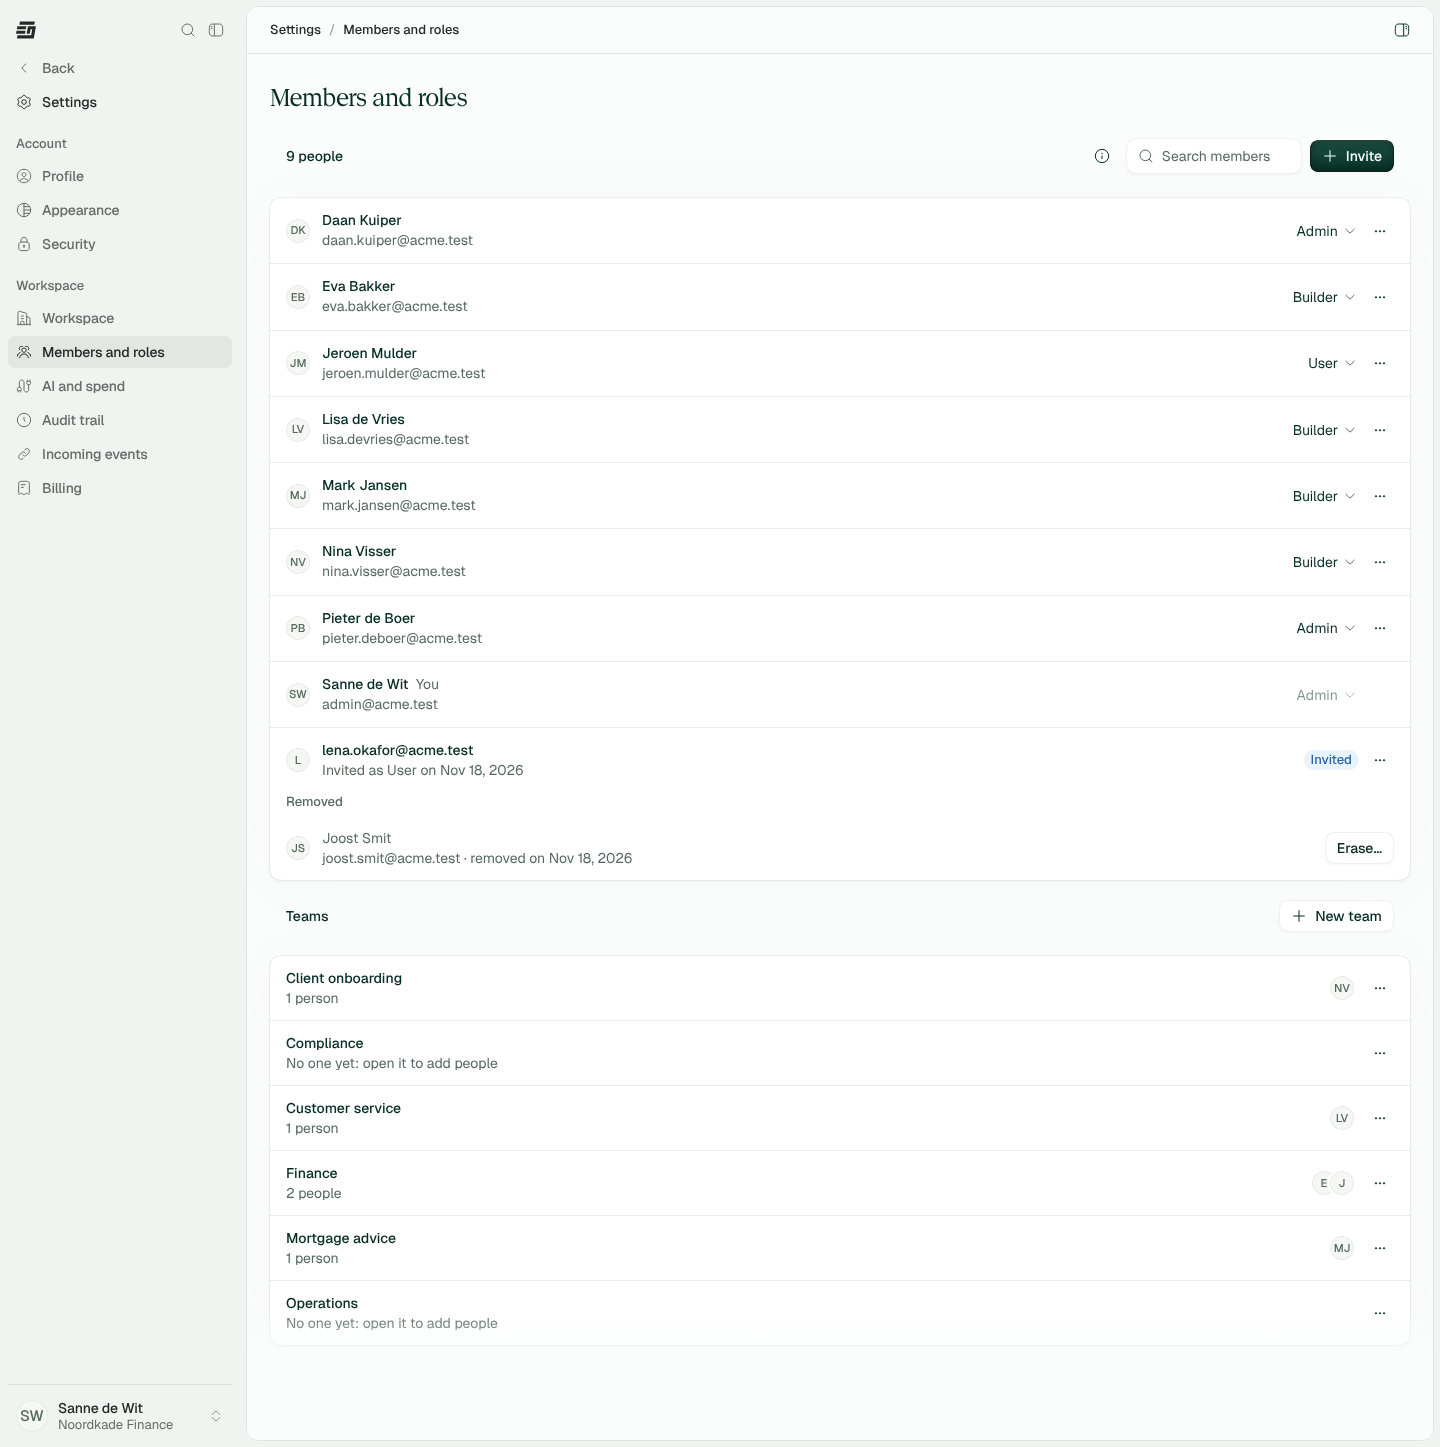 Settings / Members and roles
Back
Settings
Account
Profile
Appearance
Security
Workspace
Workspace
Members and roles
AI and spend
Audit trail
Incoming events
Billing
Members and roles
9 people
Search members
Invite
DK
Daan Kuiper
daan.kuiper@acme.test
Admin
EB
Eva Bakker
eva.bakker@acme.test
Builder
JM
Jeroen Mulder
jeroen.mulder@acme.test
User
LV
Lisa de Vries
lisa.devries@acme.test
Builder
MJ
Mark Jansen
mark.jansen@acme.test
Builder
NV
Nina Visser
nina.visser@acme.test
Builder
PB
Pieter de Boer
pieter.deboer@acme.test
Admin
SW
Sanne de Wit You
admin@acme.test
Admin
L
lena.okafor@acme.test
Invited as User on Nov 18, 2026
Invited
Removed
JS
Joost Smit
joost.smit@acme.test · removed on Nov 18, 2026
Erase...
Teams
New team
Client onboarding
1 person
NV
Compliance
No one yet: open it to add people
Customer service
1 person
LV
Finance
2 people
E J
Mortgage advice
1 person
MJ
Operations
No one yet: open it to add people
SW
Sanne de Wit
Noordkade Finance